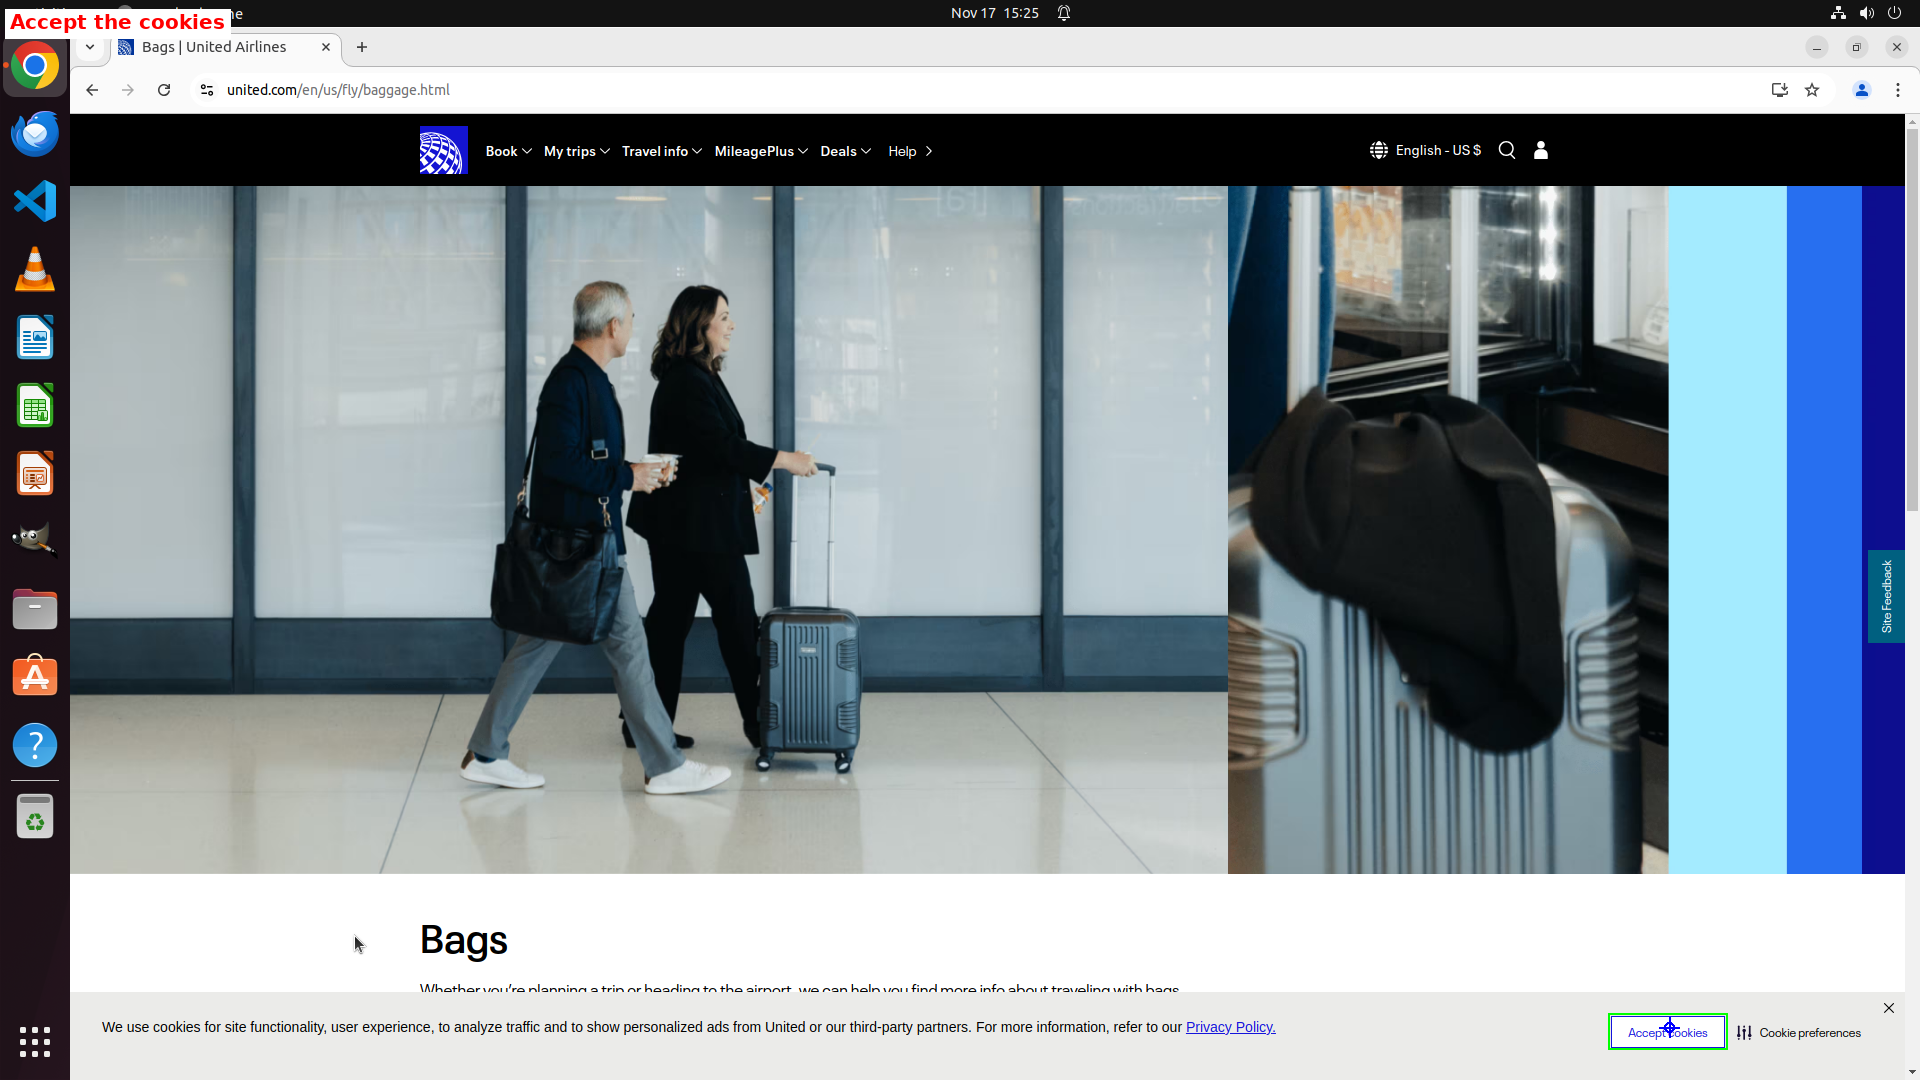 Accept the cookies
Nov 17 15:25
Bags | United Airlines
united.com/en/us/fly/baggage.html
Book
My trips
Travel info
MileagePlus
Deals
Help
English - US $
Site Feedback
Bags
Whether you're planning a trip or heading to the airport, we can help you find more info about traveling with bags
We use cookies for site functionality, user experience, to analyze traffic and to show personalized ads from United or our third-party partners. For more information, refer to our Privacy Policy.
Accept cookies
Cookie preferences